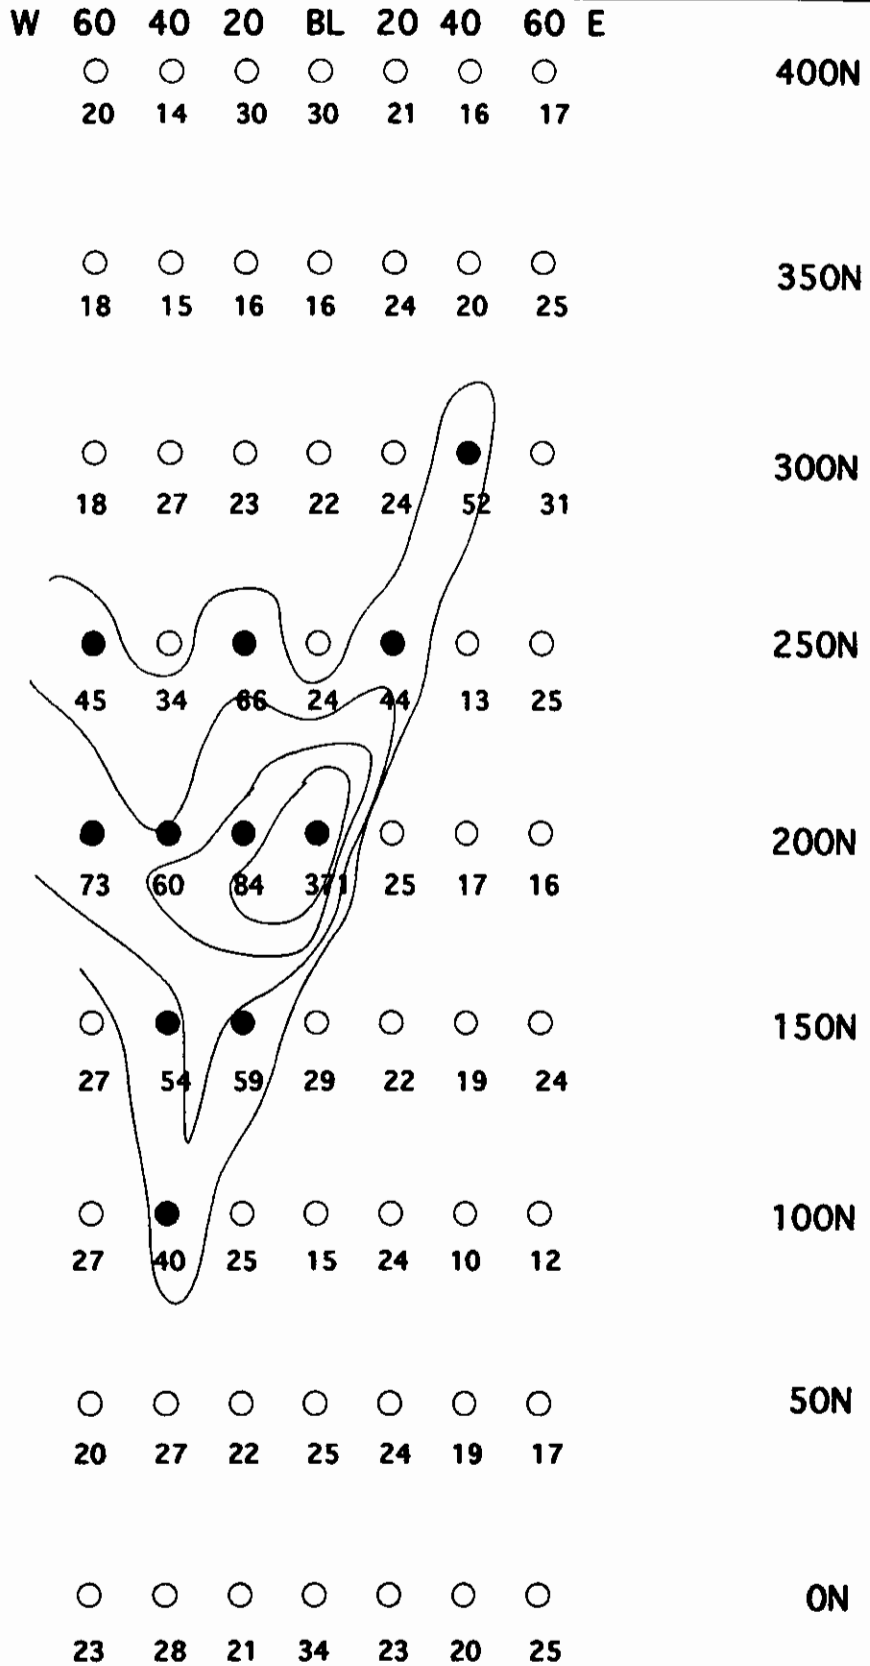 W 60 40 20 BL 20 40 60 E
400N
20 14 30 30 21 16 17
350N
18 15 16 16 24 20 25
300N
18 27 23 22 24 52 31
250N
45 34 66 24 44 13 25
200N
73 60 84 371 25 17 16
150N
27 54 59 29 22 19 24
100N
27 40 25 15 24 10 12
50N
20 27 22 25 24 19 17
0N
23 28 21 34 23 20 25